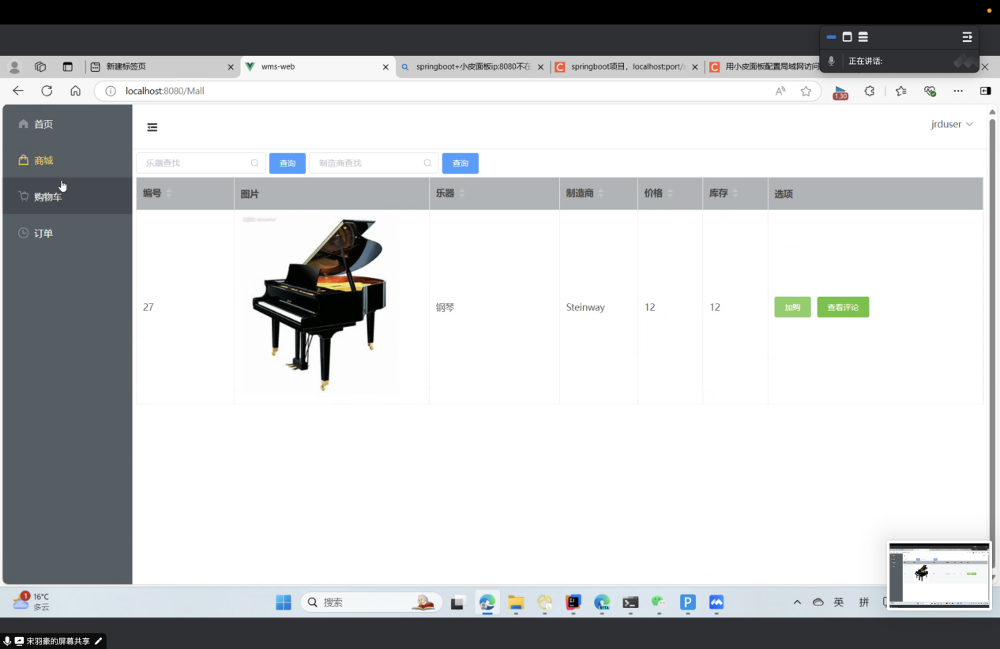 正在讲话:
新建标签页
wms-web
springboot+小皮面板ip:8080不在
springboot项目，localhost:port/
用小皮面板配置局域网访问
localhost:8080/Mall
1.30
首页
商城
购物车
订单
jrduser
乐器查找
查询
制造商查找
查询
编号
图片
乐器
制造商
价格
库存
选项
27
钢琴
Steinway
12
12
加购
查看评论
1
16°C
多云
搜索
BETA
英
拼
宋羽豪的屏幕共享